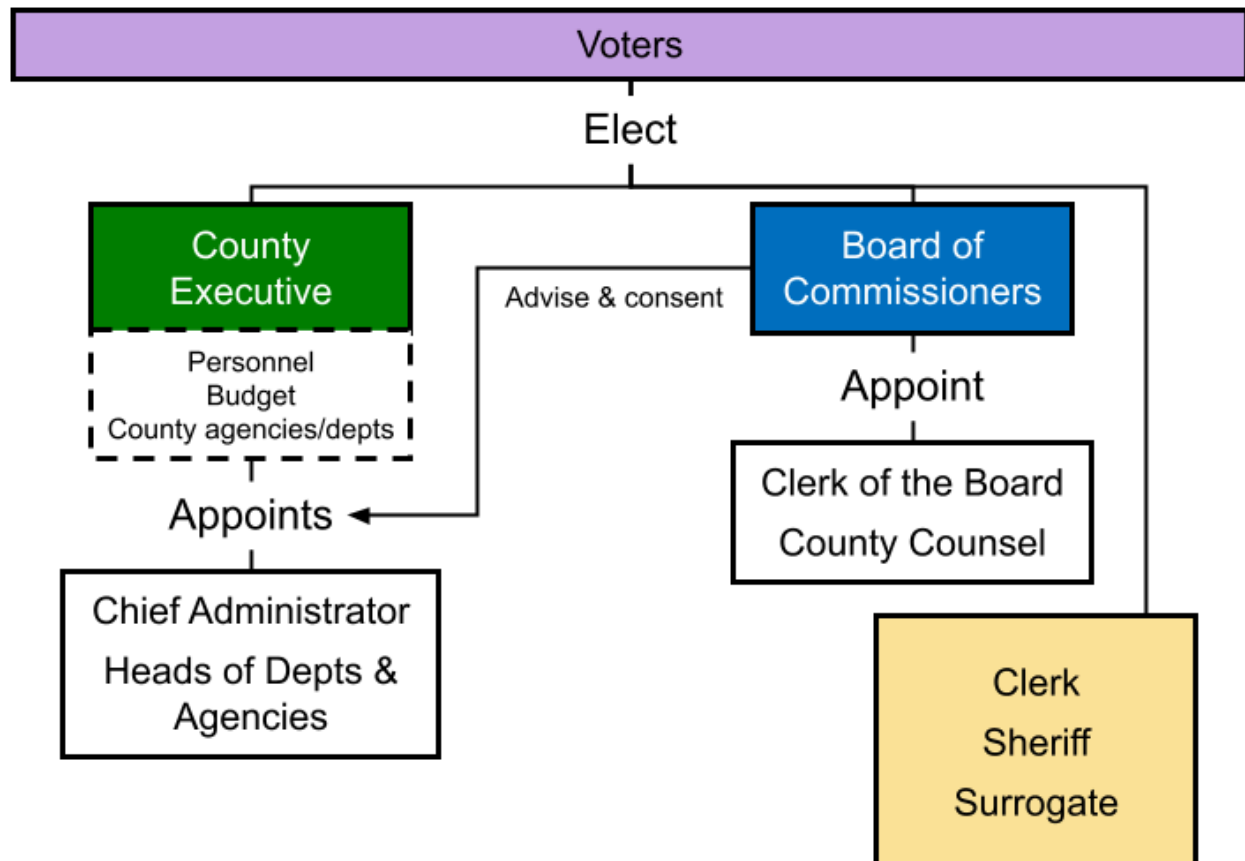 Voters
Elect
County
Executive
Board of
Commissioners
Advise & consent
Personnel
Budget
County agencies/depts
Appoint
Appoints
Clerk of the Board
County Counsel
Chief Administrator
Heads of Depts &
Agencies
Clerk
Sheriff
Surrogate